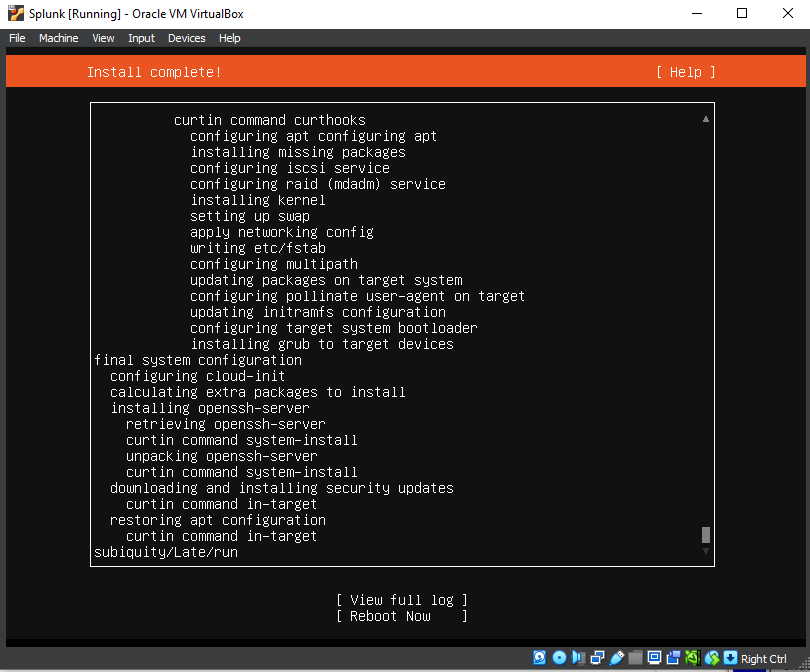 Splunk [Running] - Oracle VM VirtualBox
File Machine View Input Devices Help
Install complete! [ Help ]
curtin command curthooks
configuring apt configuring apt
installing missing packages
configuring iscsi service
configuring raid (mdadm) service
installing kernel
setting up swap
apply networking config
writing etc/fstab
configuring multipath
updating packages on target system
configuring pollinate user-agent on target
updating initramfs configuration
configuring target system bootloader
installing grub to target devices
final system configuration
configuring cloud-init
calculating extra packages to install
installing openssh-server
retrieving openssh-server
curtin command system-install
unpacking openssh-server
curtin command system-install
downloading and installing security updates
curtin command in-target
restoring apt configuration
curtin command in-target
subiquity/Late/run
[ View full log ]
[ Reboot Now ]
Right Ctrl